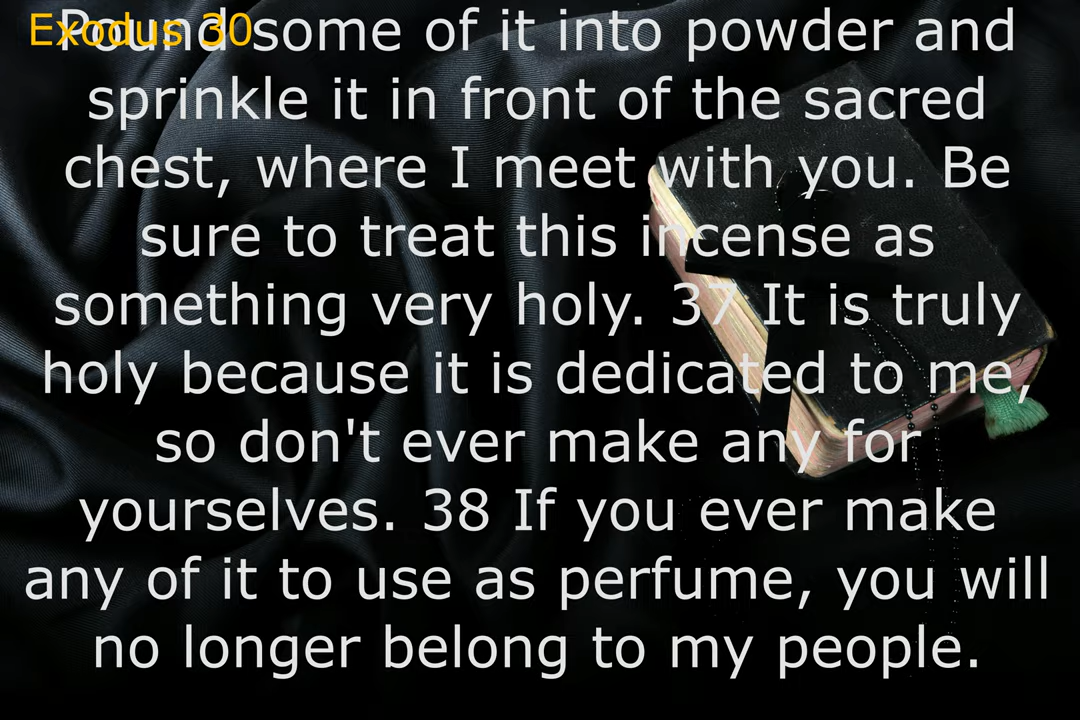 Exodus 30
Pound some of it into powder and
sprinkle it in front of the sacred
chest, where I meet with you. Be
sure to treat this incense as
something very holy. 37 It is truly
holy because it is dedicated to me,
so don't ever make any for
yourselves. 38 If you ever make
any of it to use as perfume, you will
no longer belong to my people.